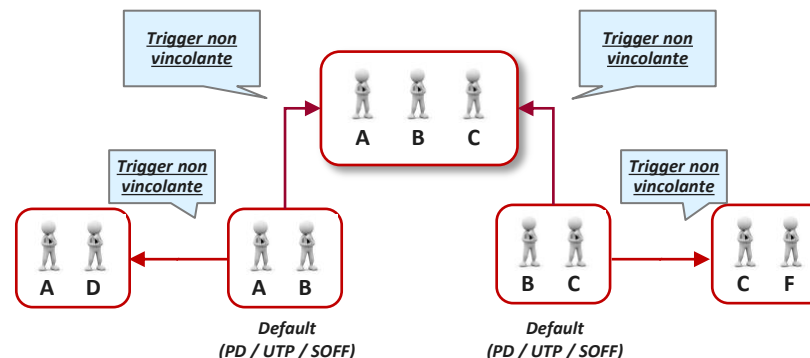 Trigger non
vincolante
Trigger non
vincolante
A B C
Trigger non
vincolante
Trigger non
vincolante
A D
A B
B C
C F
Default
(PD / UTP / SOFF)
Default
(PD / UTP / SOFF)